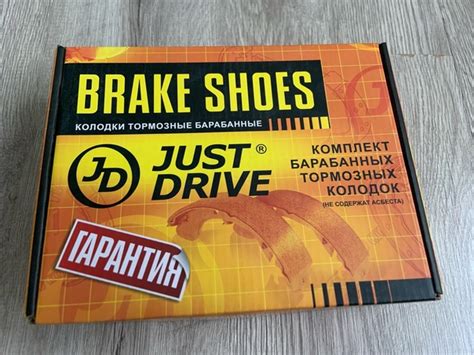 BRAKE SHOES
КОЛОДКИ ТОРМОЗНЫЕ БАРАБАННЫЕ
JD
JUST ®
DRIVE
КОМПЛЕКТ
БАРАБАННЫХ
ТОРМОЗНЫХ
КОЛОДОК
(НЕ СОДЕРЖАТ АСБЕСТА)
ГАРАНТИЯ